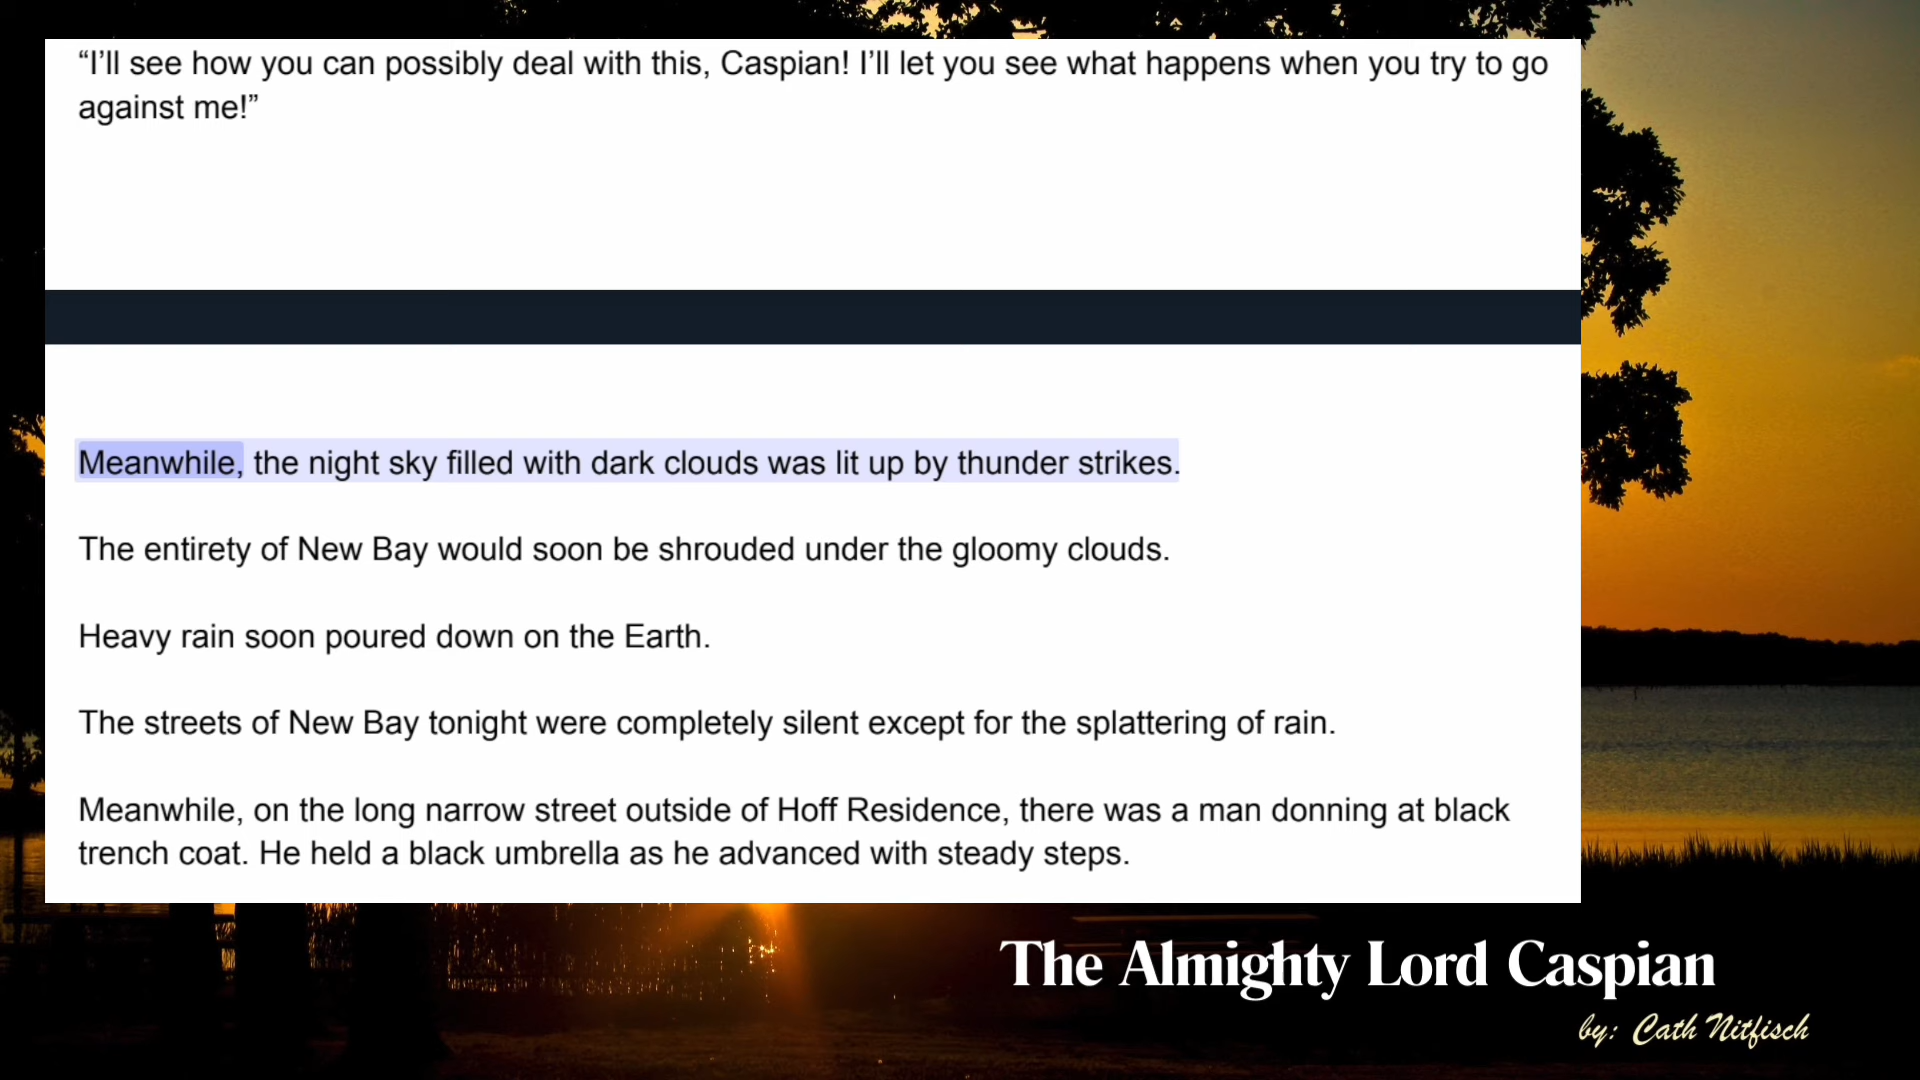 “I’ll see how you can possibly deal with this, Caspian! I’ll let you see what happens when you try to go
against me!”
Meanwhile, the night sky filled with dark clouds was lit up by thunder strikes.
The entirety of New Bay would soon be shrouded under the gloomy clouds.
Heavy rain soon poured down on the Earth.
The streets of New Bay tonight were completely silent except for the splattering of rain.
Meanwhile, on the long narrow street outside of Hoff Residence, there was a man donning at black
trench coat. He held a black umbrella as he advanced with steady steps.
The Almighty Lord Caspian
by: Cath Nitfisch